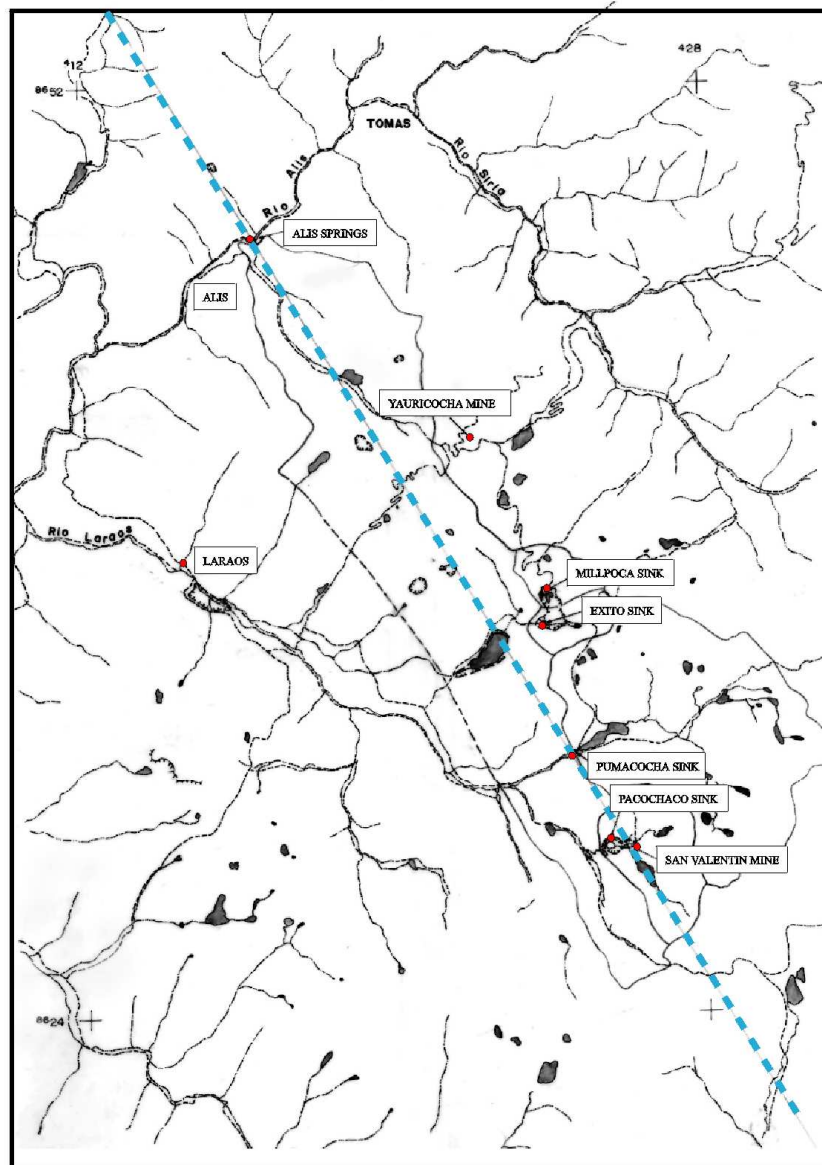 428
412
8652
TOMAS
Rio Alis
Rio Siria
ALIS SPRINGS
ALIS
YAURICOCHA MINE
Rio Laraos
LARAOS
MILLPOCA SINK
EXITO SINK
PUMACOCHA SINK
PACOCHACO SINK
SAN VALENTIN MINE
8624